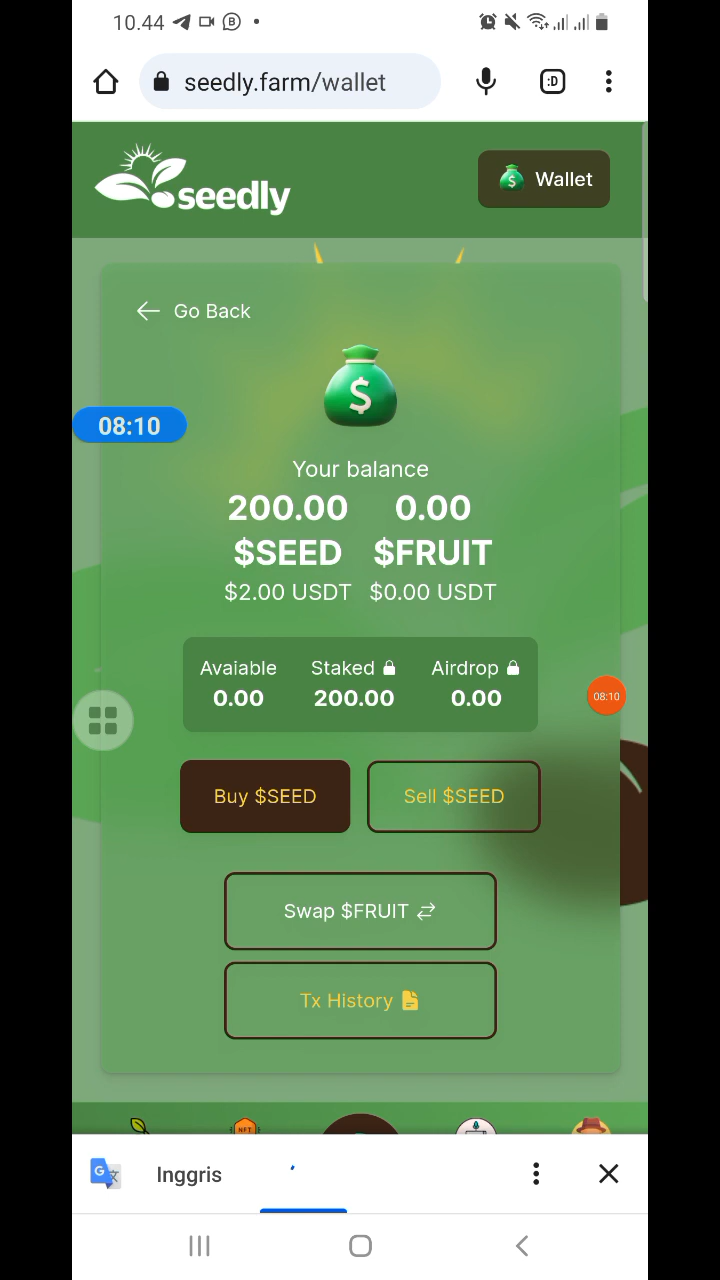 10.44
:D
seedly.farm/wallet
seedly
Wallet
Go Back
$
08:10
Your balance
200.00 0.00
$SEED $FRUIT
$2.00 USDT $0.00 USDT
Avaiable Staked Airdrop
0.00 200.00 0.00
08:10
Buy $SEED Sell $SEED
Swap $FRUIT
Tx History
NFT
G
Inggris